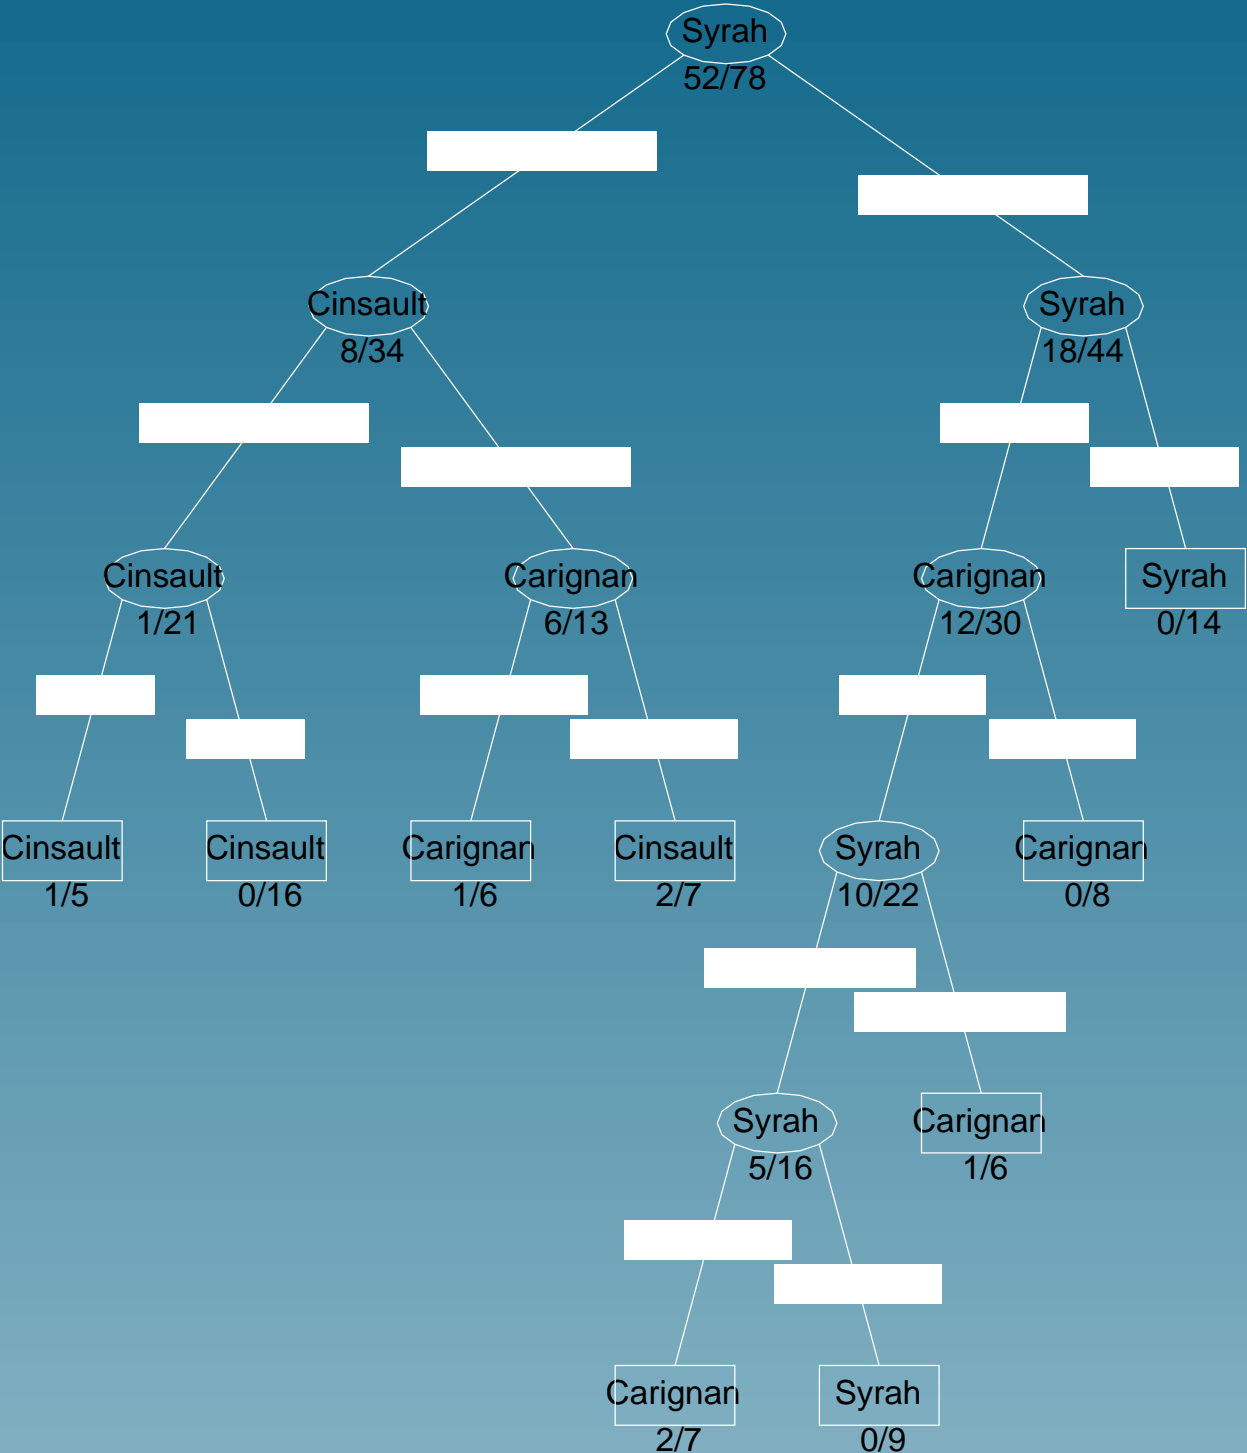 Syrah
52/78
Cinsault
8/34
Syrah
18/44
Cinsault
1/21
Carignan
6/13
Carignan
12/30
Syrah
0/14
Cinsault
1/5
Cinsault
0/16
Carignan
1/6
Cinsault
2/7
Syrah
10/22
Carignan
0/8
Syrah
5/16
Carignan
1/6
Carignan
2/7
Syrah
0/9